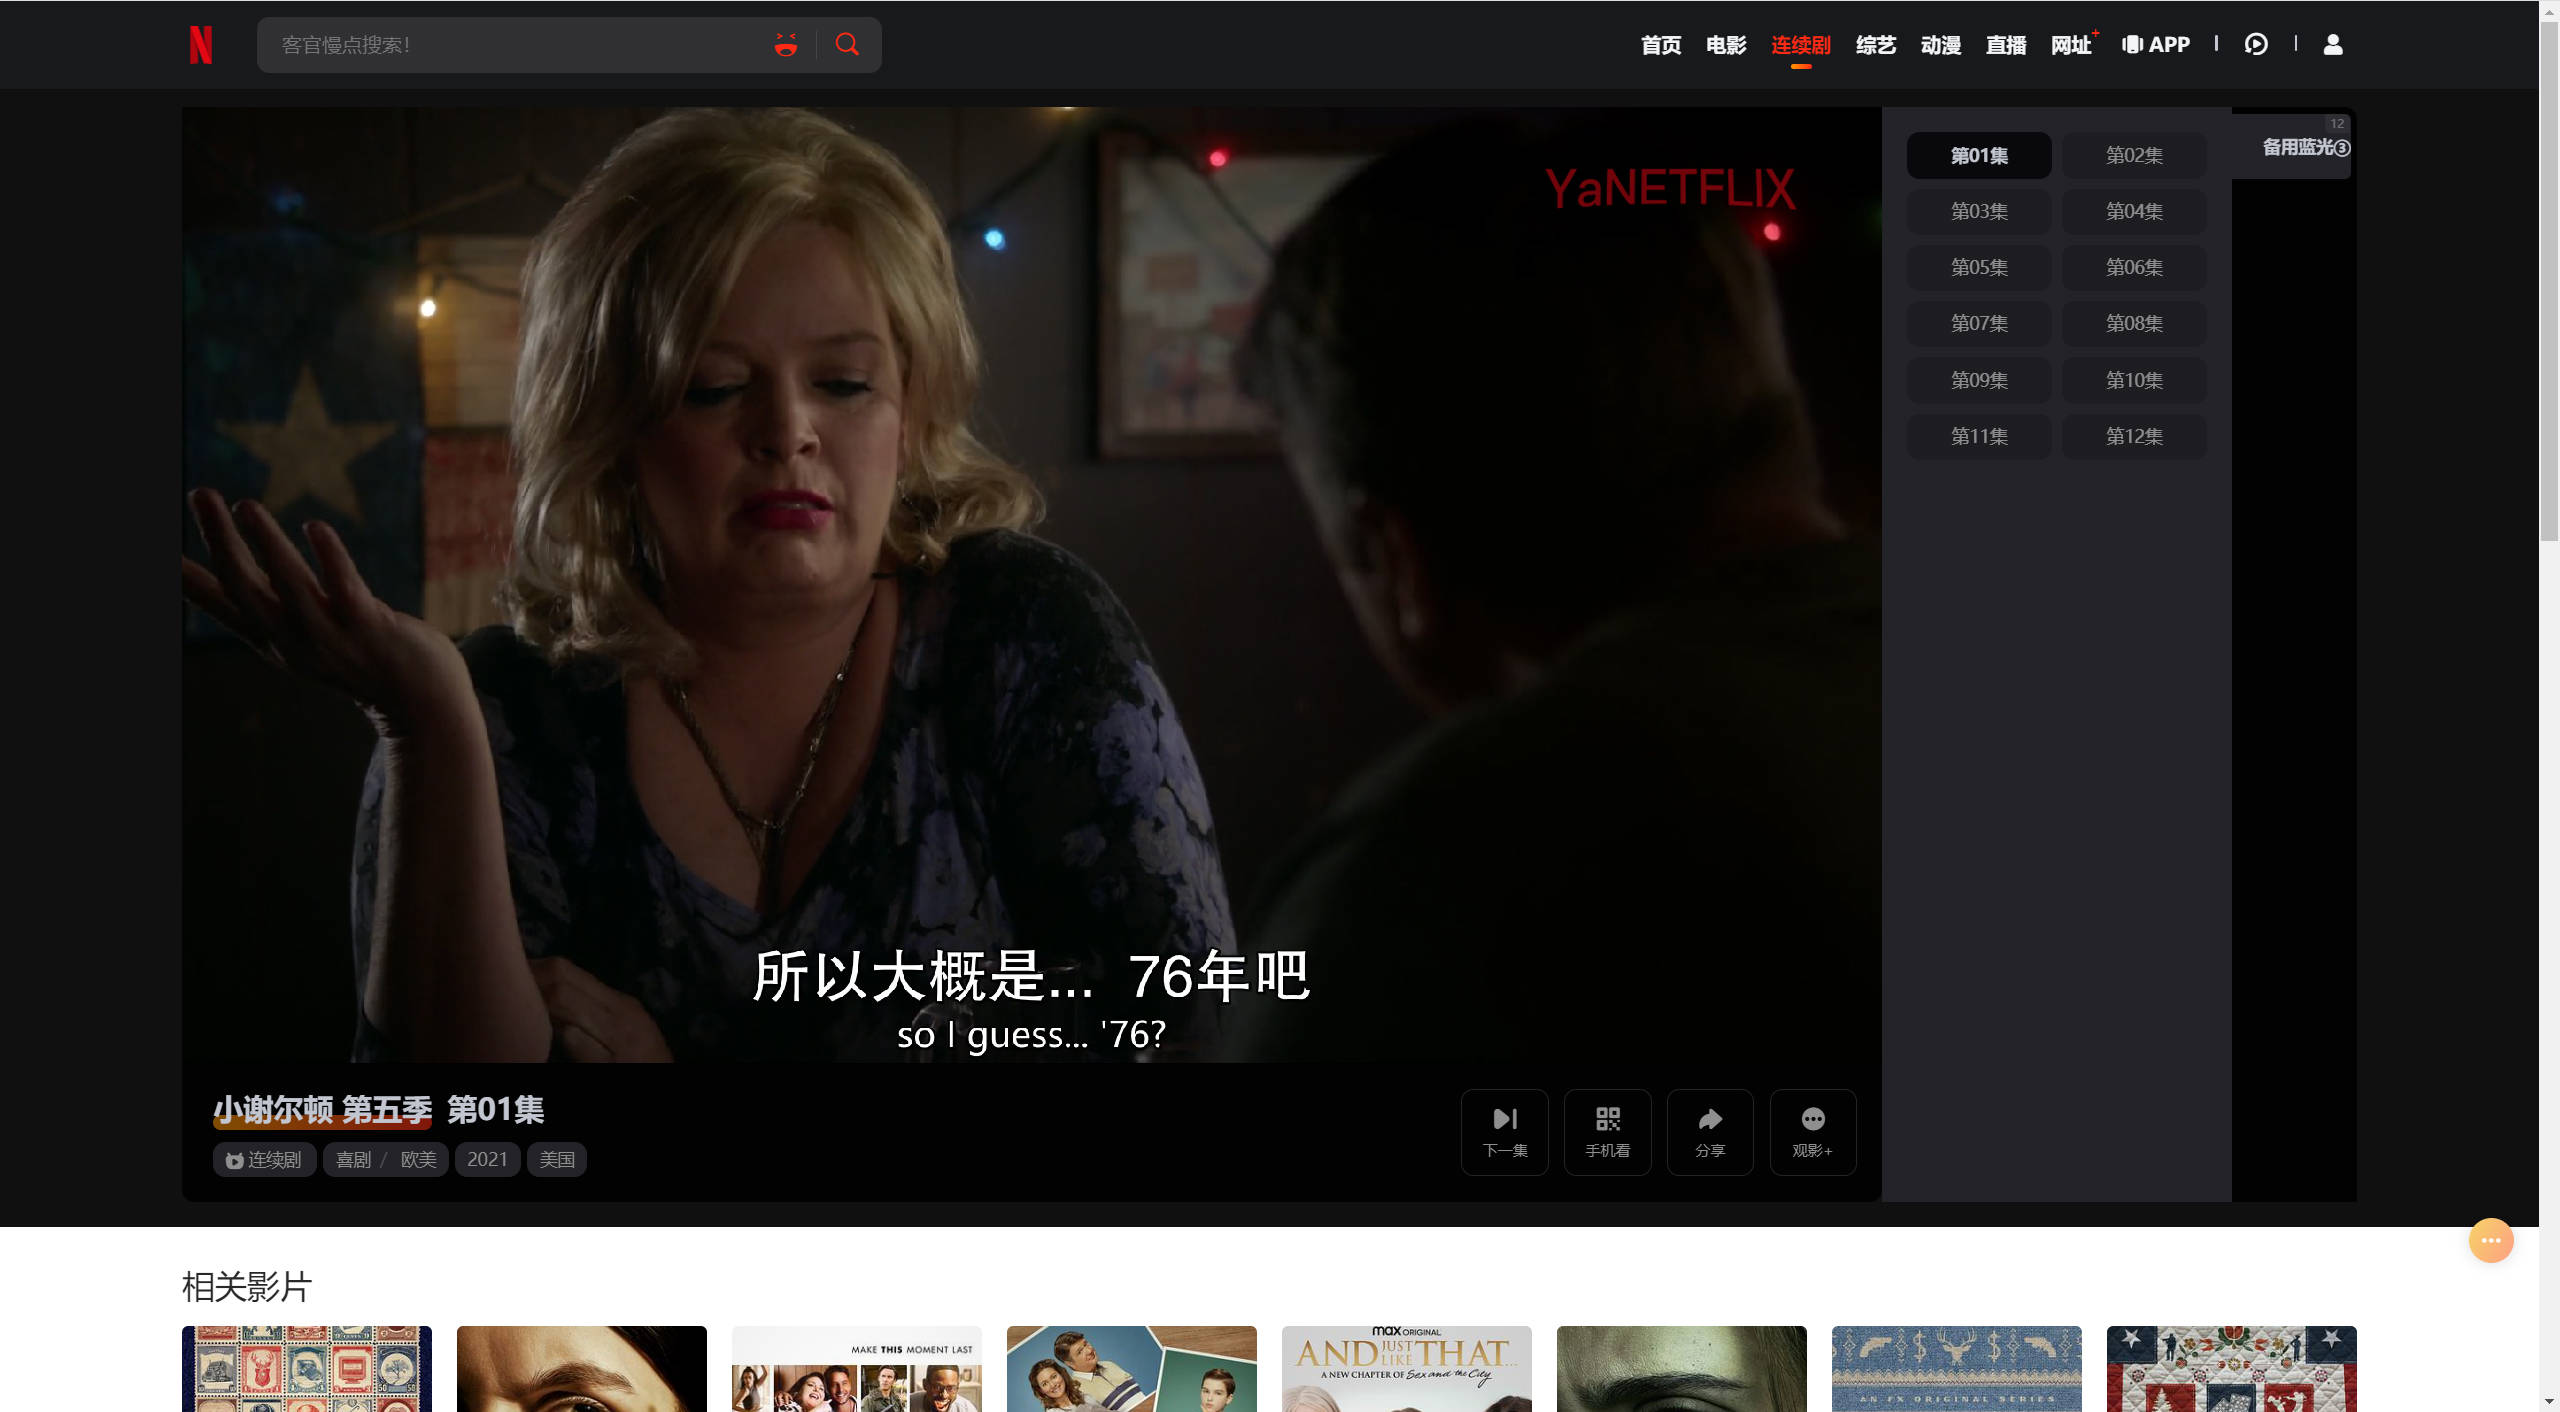 N
客官慢点搜索!
首页
电影
连续剧
综艺
动漫
直播
网址+
APP
YaNETFLIX
第01集
第02集
第03集
第04集
第05集
第06集
第07集
第08集
第09集
第10集
第11集
第12集
12
备用蓝光③
所以大概是... 76年吧
so I guess... '76?
小谢尔顿 第五季 第01集
连续剧
喜剧 / 欧美
2021
美国
下一集
手机看
分享
观影+
相关影片
MAKE THIS MOMENT LAST
max ORIGINAL
AND JUST LIKE THAT...
A NEW CHAPTER OF Sex and the City
AN FX ORIGINAL SERIES